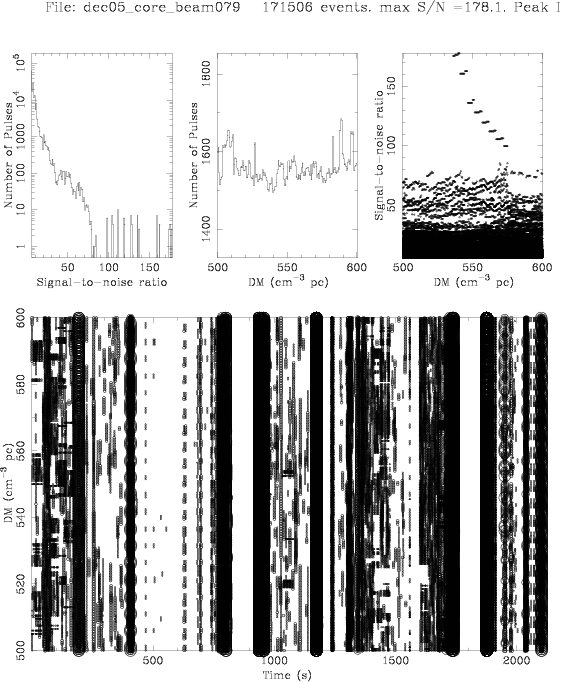 File: dec05_core_beam079 171506 events. max S/N =178.1. Peak I
10⁵
10⁴
1000
100
10
1
Number of Pulses
50 100 150
Signal-to-noise ratio
1800
1600
1400
Number of Pulses
500 550 600
DM (cm⁻³ pc)
150
100
50
Signal-to-noise ratio
500 550 600
DM (cm⁻³ pc)
600
580
560
540
520
500
DM (cm⁻³ pc)
500 1000 1500 2000
Time (s)